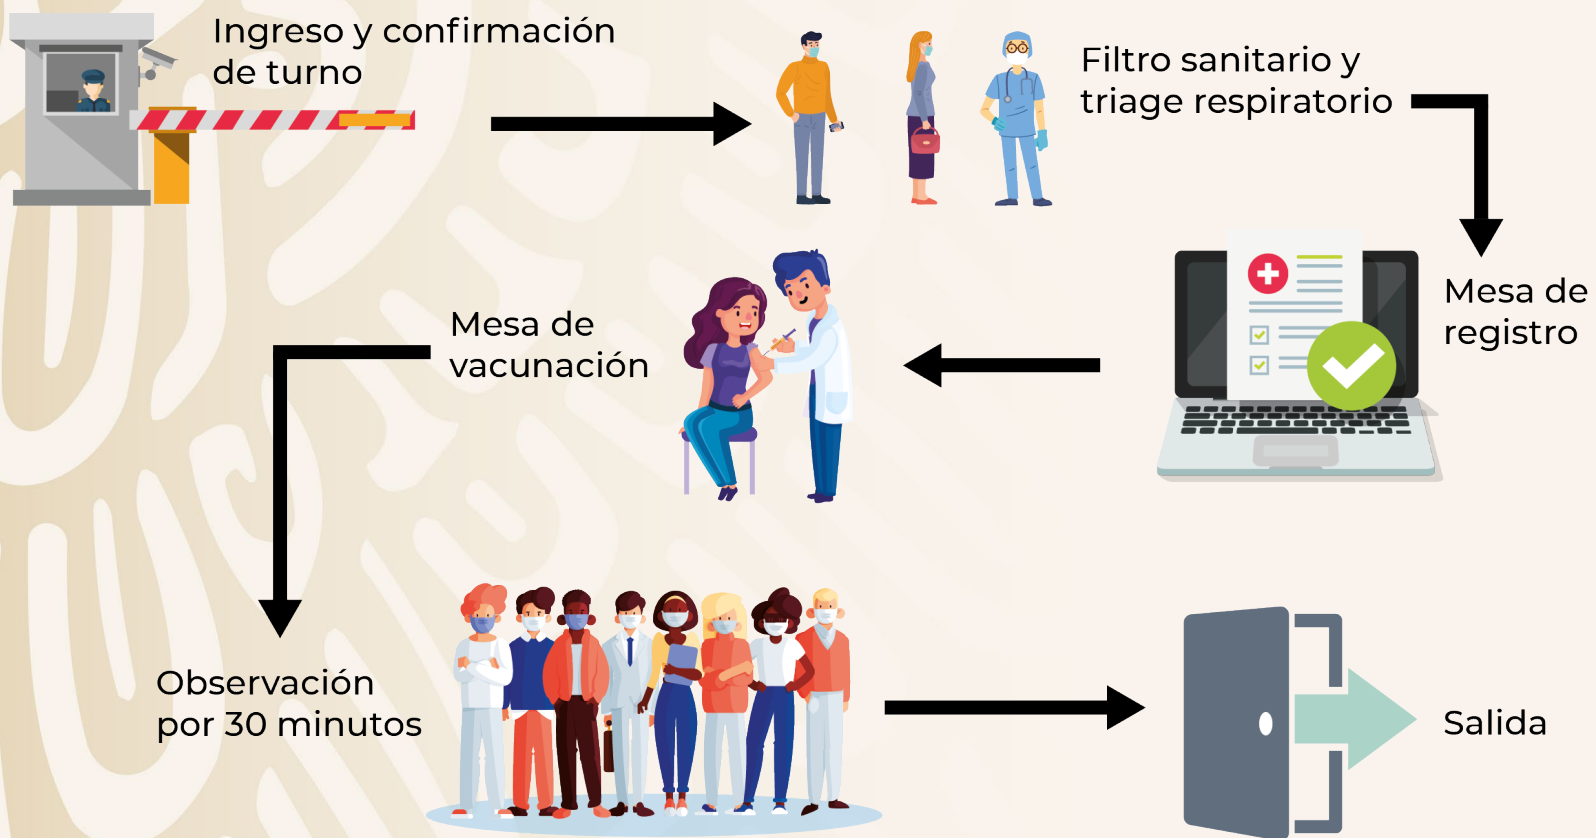 Ingreso y confirmación
de turno
Filtro sanitario y
triage respiratorio
Mesa de
registro
Mesa de
vacunación
Observación
por 30 minutos
Salida